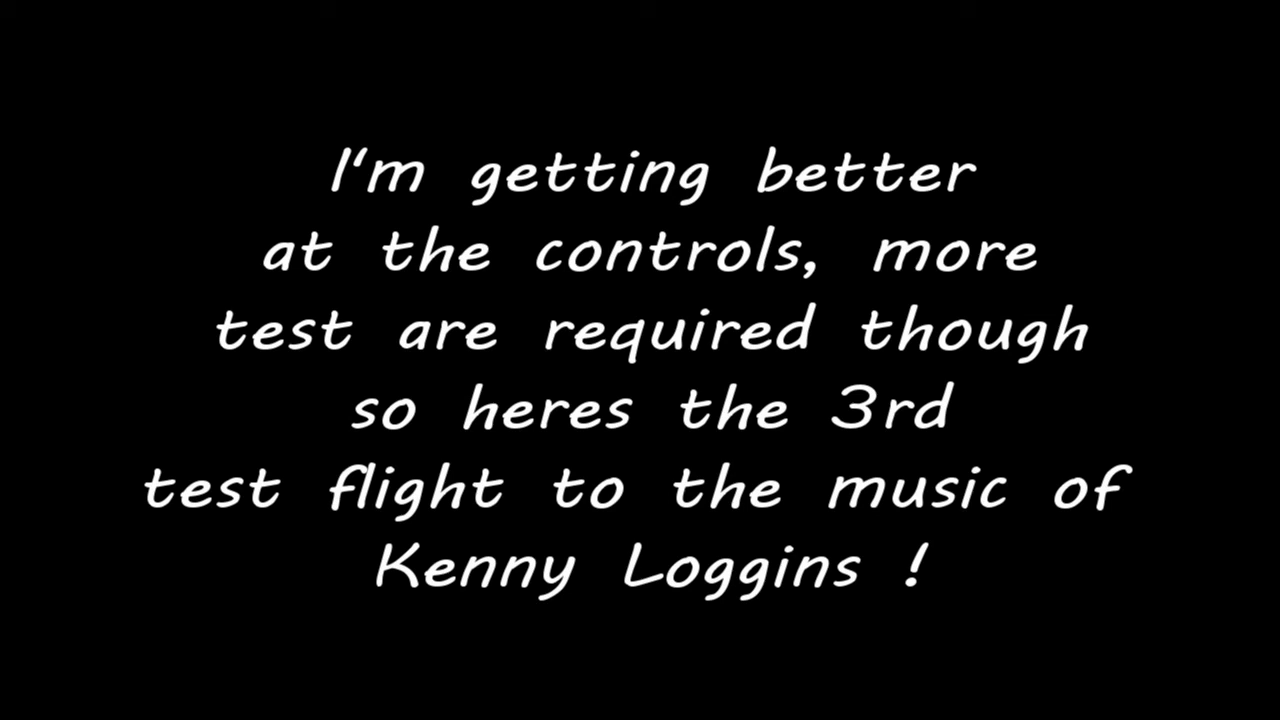 I'm getting better
at the controls, more
test are required though
so heres the 3rd
test flight to the music of
Kenny Loggins !